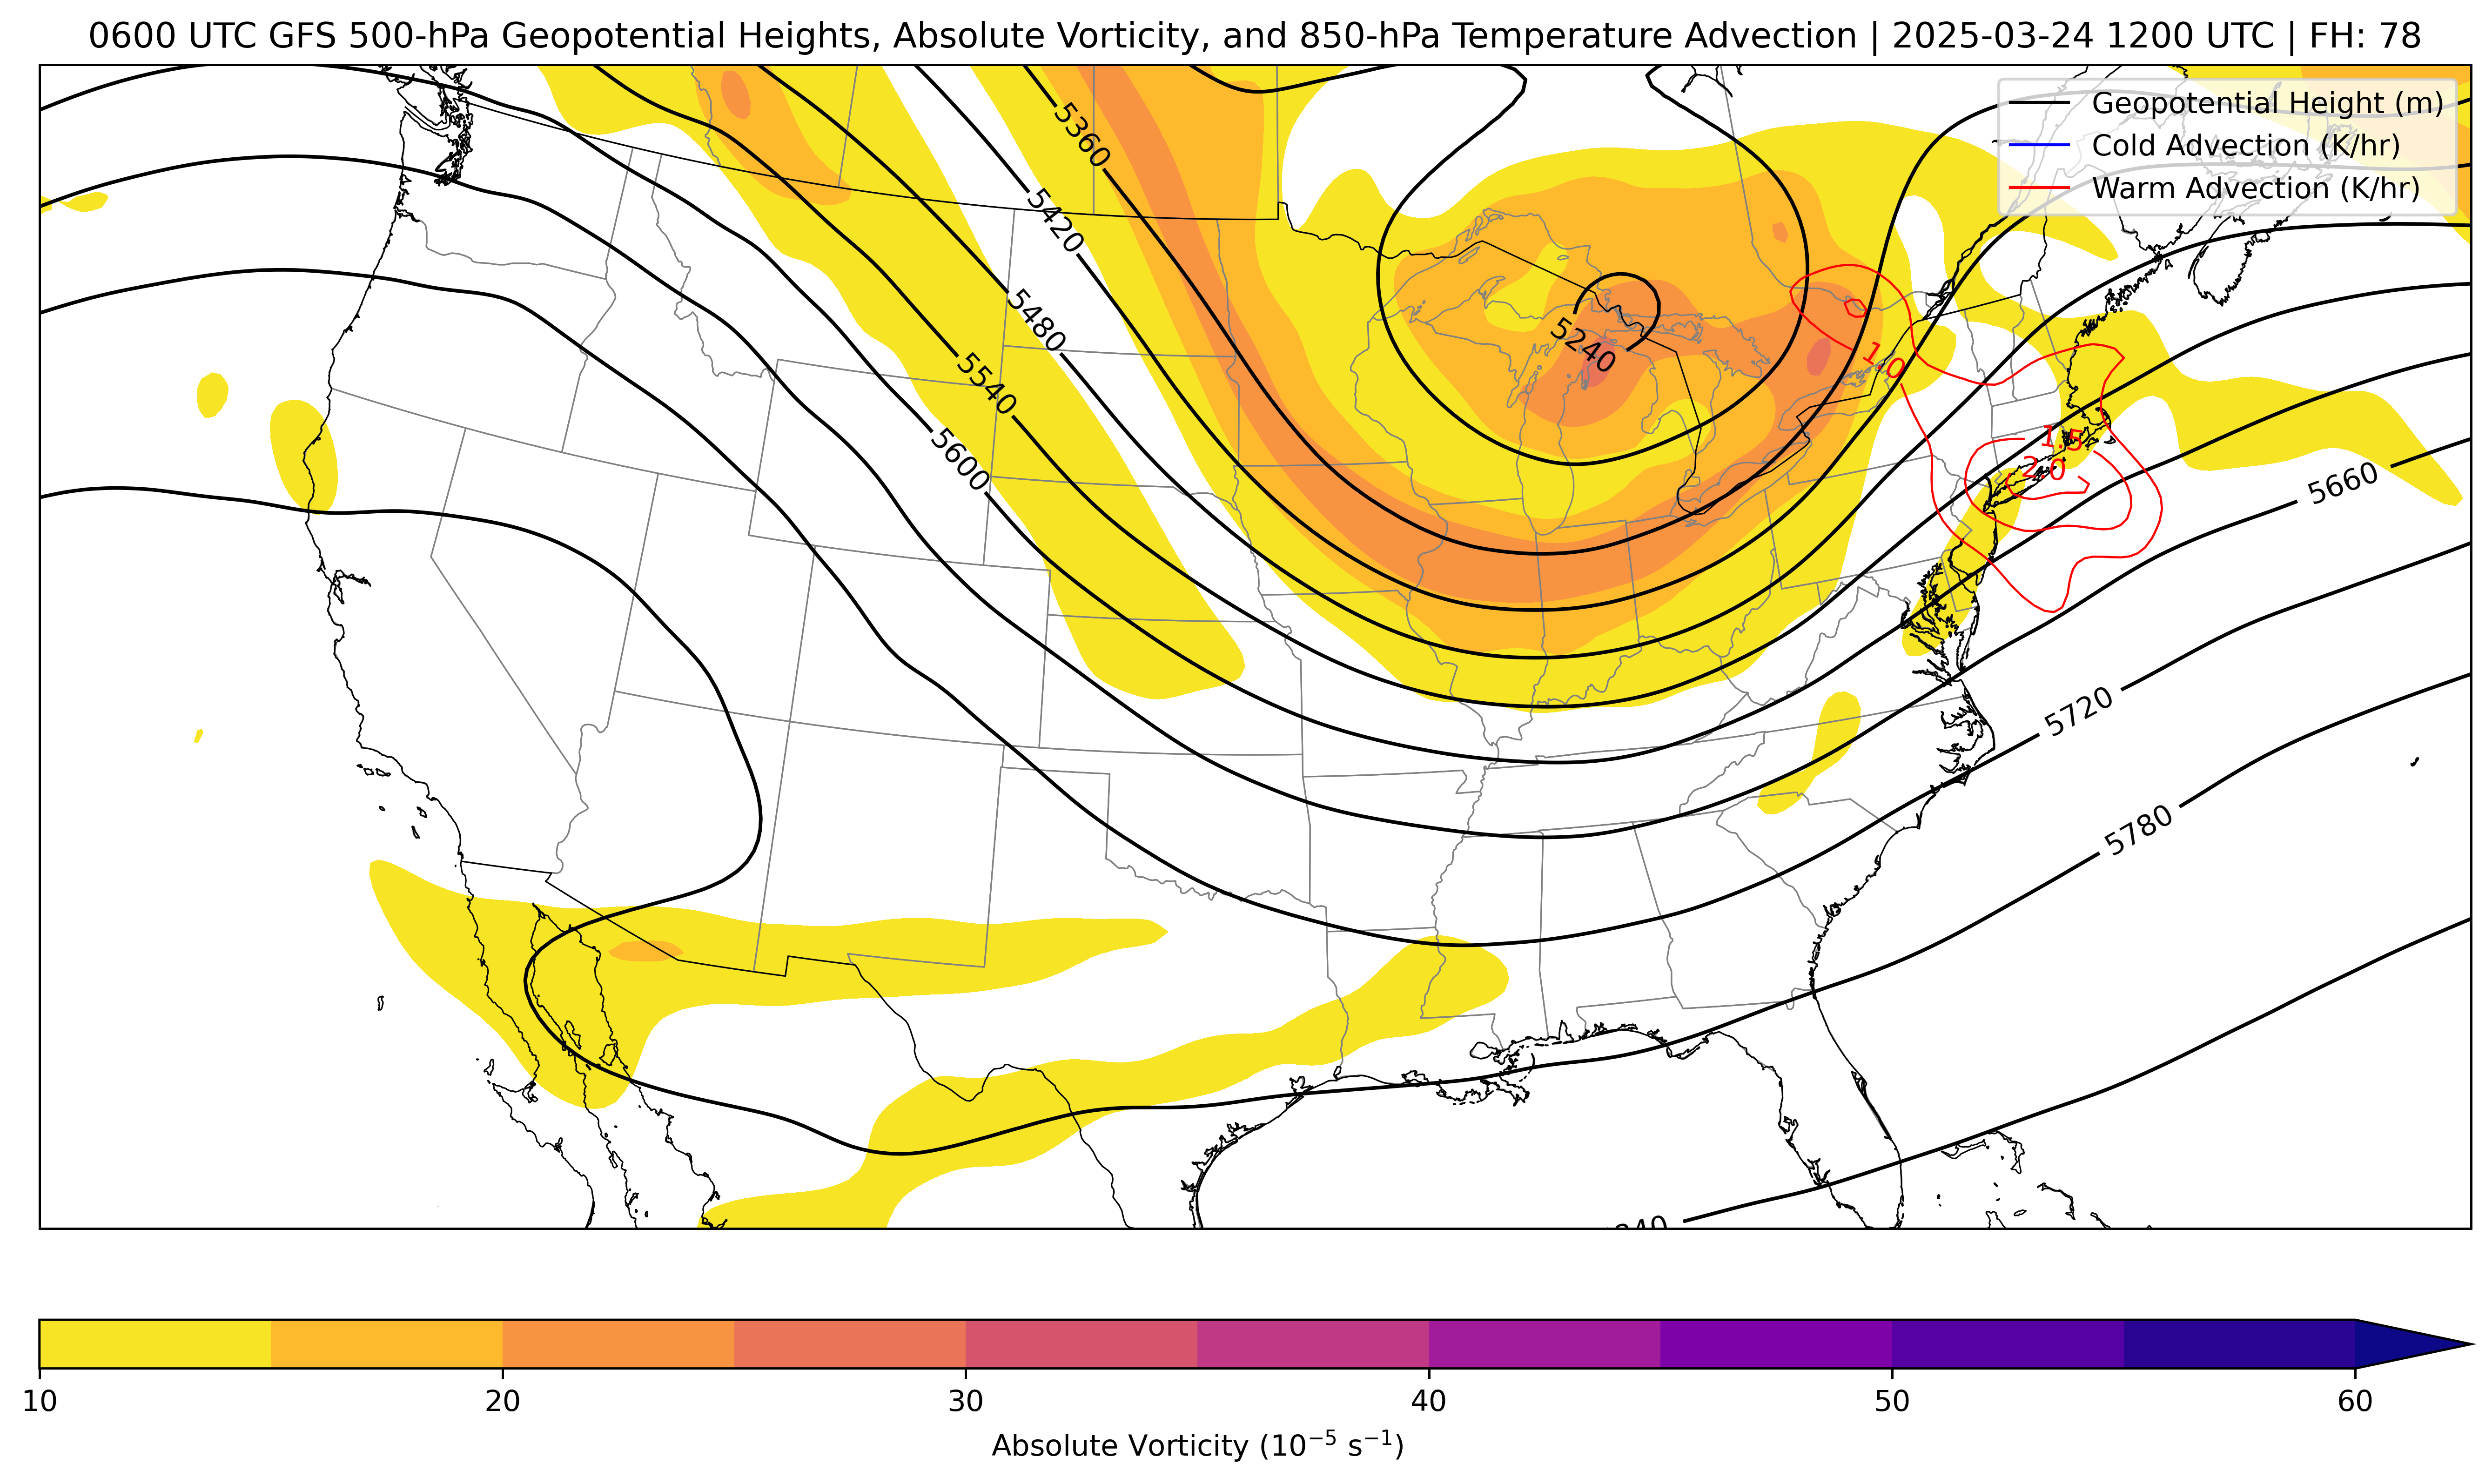 0600 UTC GFS 500-hPa Geopotential Heights, Absolute Vorticity, and 850-hPa Temperature Advection | 2025-03-24 1200 UTC | FH: 78
Geopotential Height (m)
Cold Advection (K/hr)
Warm Advection (K/hr)
5360
5420
5480
5540
5600
5240
1.0
1.5
2.0
5660
5720
5780
10 20 30 40 50 60
Absolute Vorticity (10⁻⁵ s⁻¹)